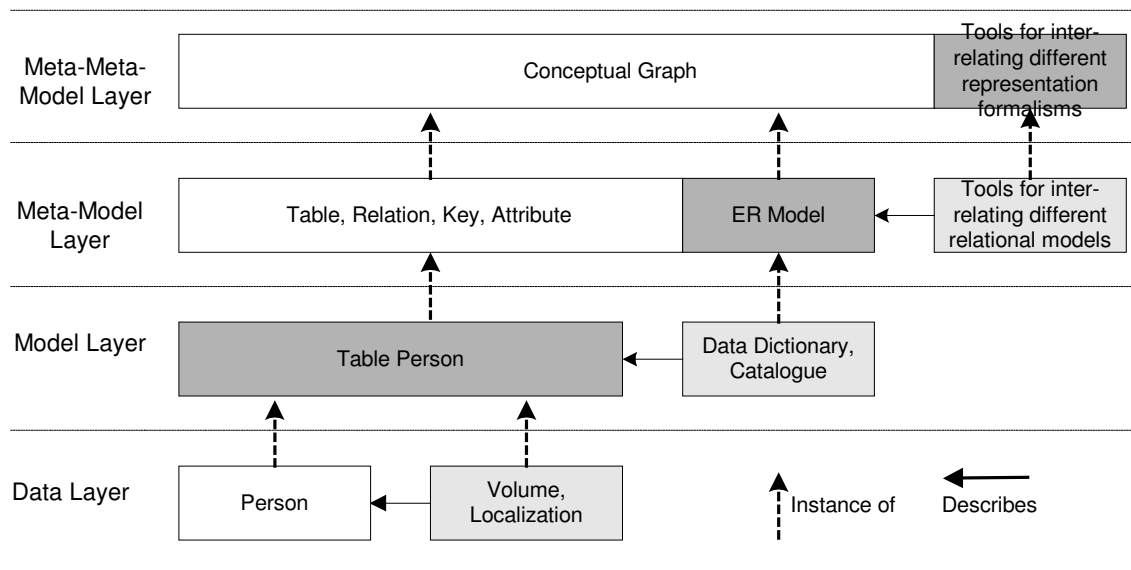 Meta-Meta-
Model Layer
Conceptual Graph
Tools for inter-
relating different
representation
formalisms
Meta-Model
Layer
Table, Relation, Key, Attribute
ER Model
Tools for inter-
relating different
relational models
Model Layer
Table Person
Data Dictionary,
Catalogue
Data Layer
Person
Volume,
Localization
Instance of
Describes